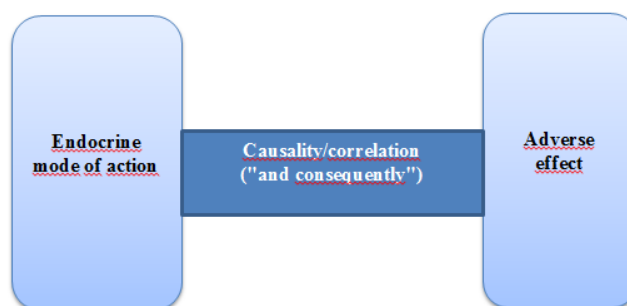 Endocrine
mode of action
Causality/correlation
("and consequently")
Adverse
effect